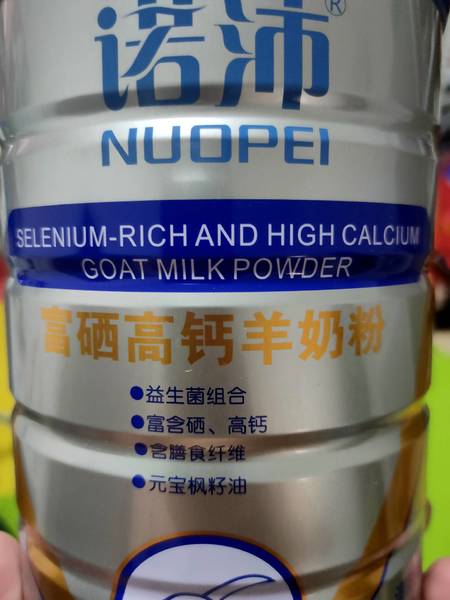 诺沛®
NUOPEI
SELENIUM-RICH AND HIGH CALCIUM
GOAT MILK POWDER
富硒高钙羊奶粉
●益生菌组合
●富含硒、高钙
●含膳食纤维
●元宝枫籽油